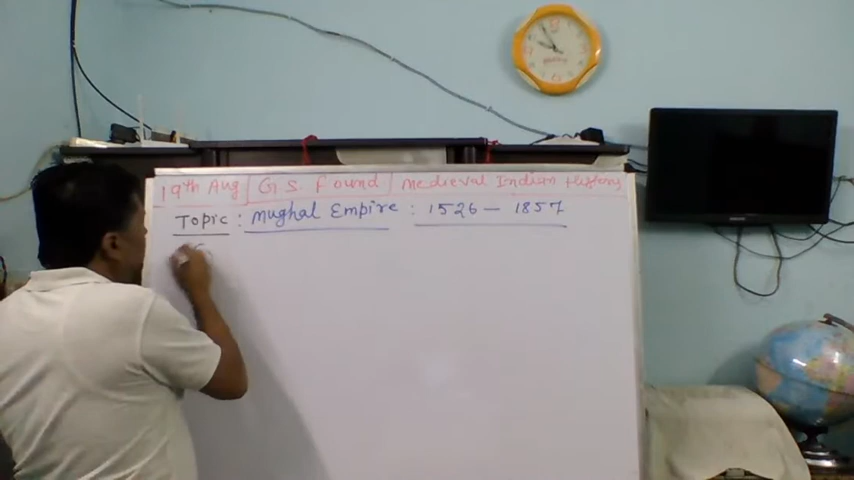 19th Aug | G.S. Found | Medieval Indian History
Topic : Mughal Empire : 1526 – 1857